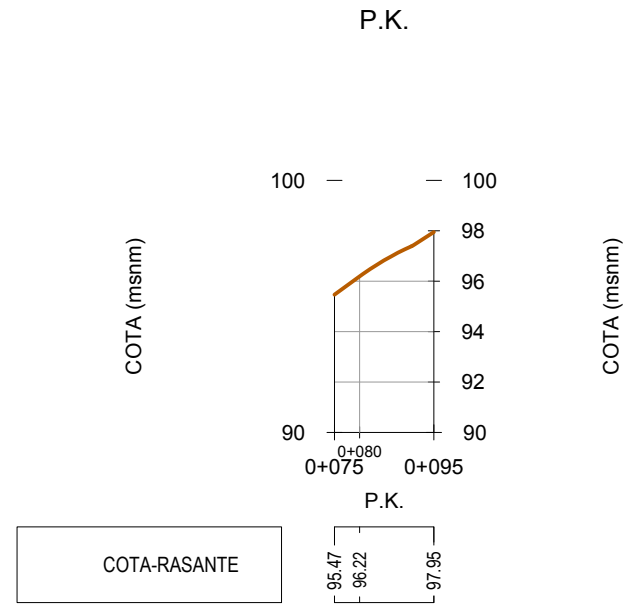 P.K.
100
100
98
COTA (msnm)
COTA (msnm)
96
94
92
90
90
0+080
0+075
0+095
P.K.
COTA-RASANTE
95.47
96.22
97.95